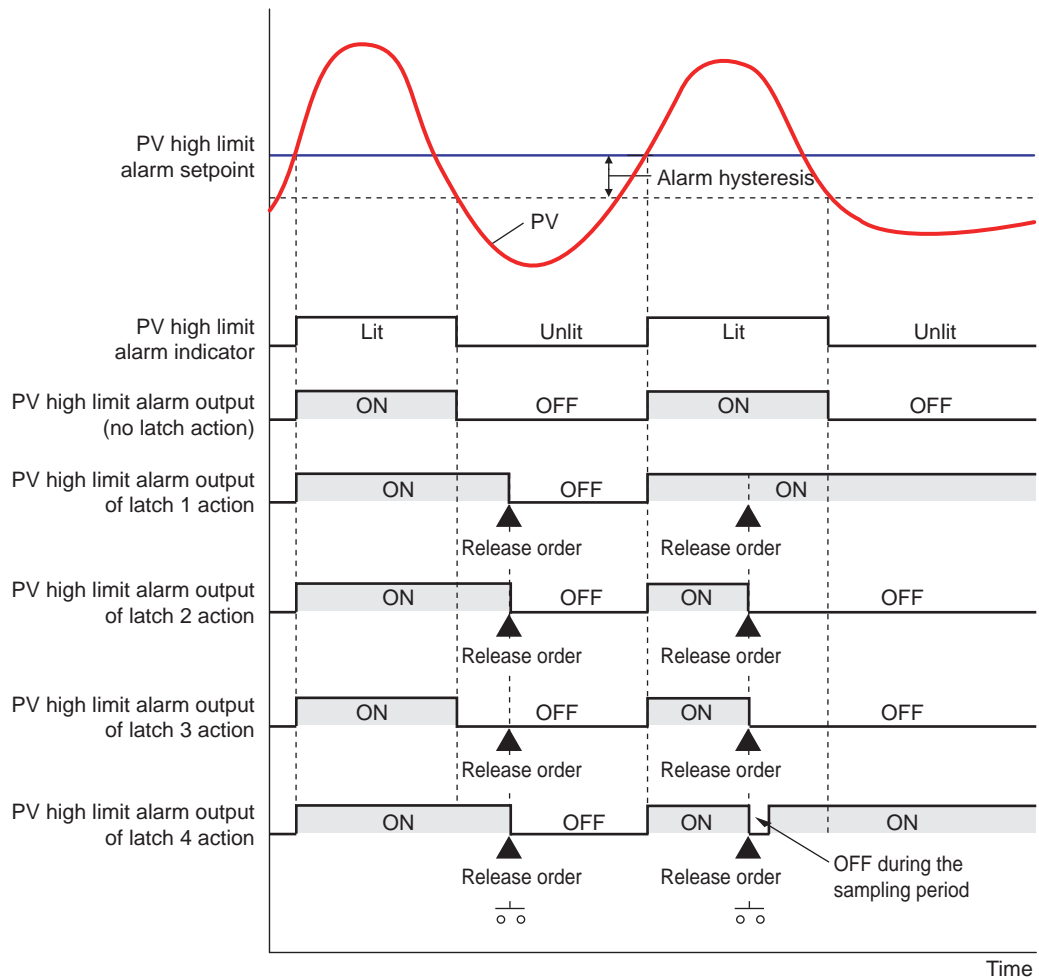 PV high limit
alarm setpoint
Alarm hysteresis
PV
PV high limit
alarm indicator
Lit
Unlit
Lit
Unlit
PV high limit alarm output
(no latch action)
ON
OFF
ON
OFF
PV high limit alarm output
of latch 1 action
ON
OFF
ON
Release order
Release order
PV high limit alarm output
of latch 2 action
ON
OFF
ON
OFF
Release order
Release order
PV high limit alarm output
of latch 3 action
ON
OFF
ON
OFF
Release order
Release order
PV high limit alarm output
of latch 4 action
ON
OFF
ON
ON
Release order
Release order
OFF during the
sampling period
Time